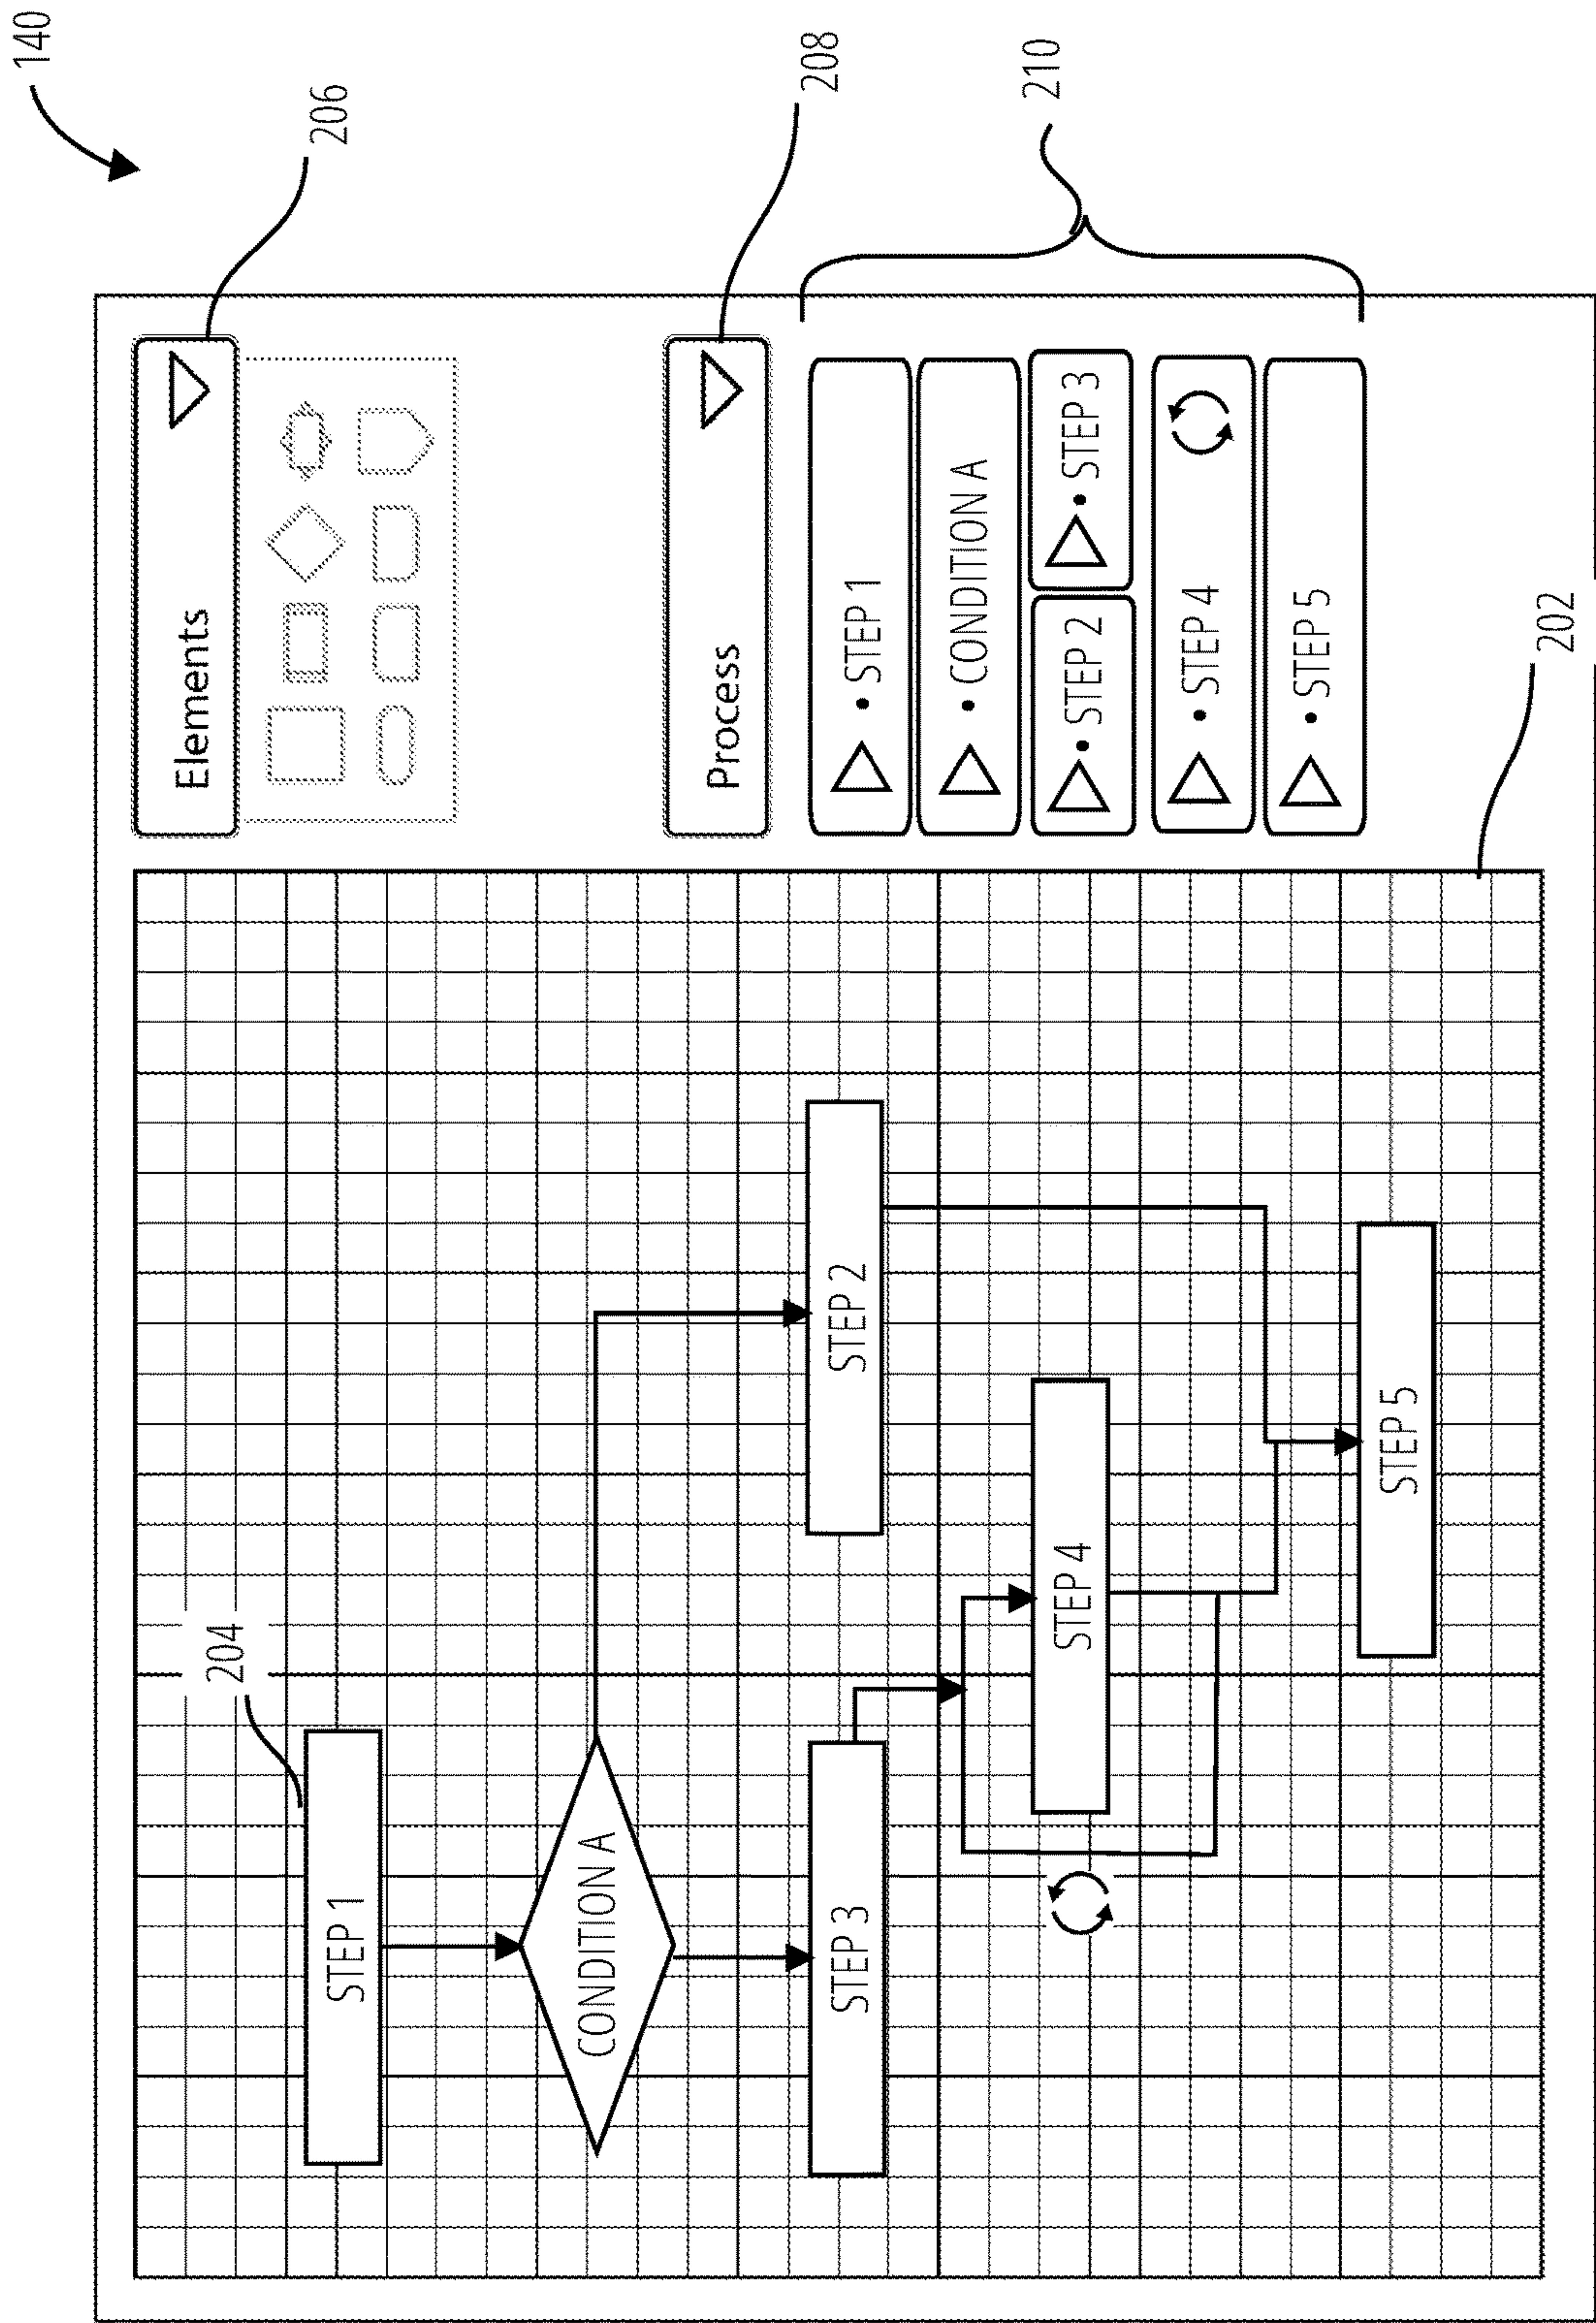 140
Elements
206
204
STEP 1
CONDITION A
Process
208
STEP 3
STEP 2
STEP 4
STEP 5
• STEP 1
• CONDITION A
• STEP 2
• STEP 3
• STEP 4
• STEP 5
210
202